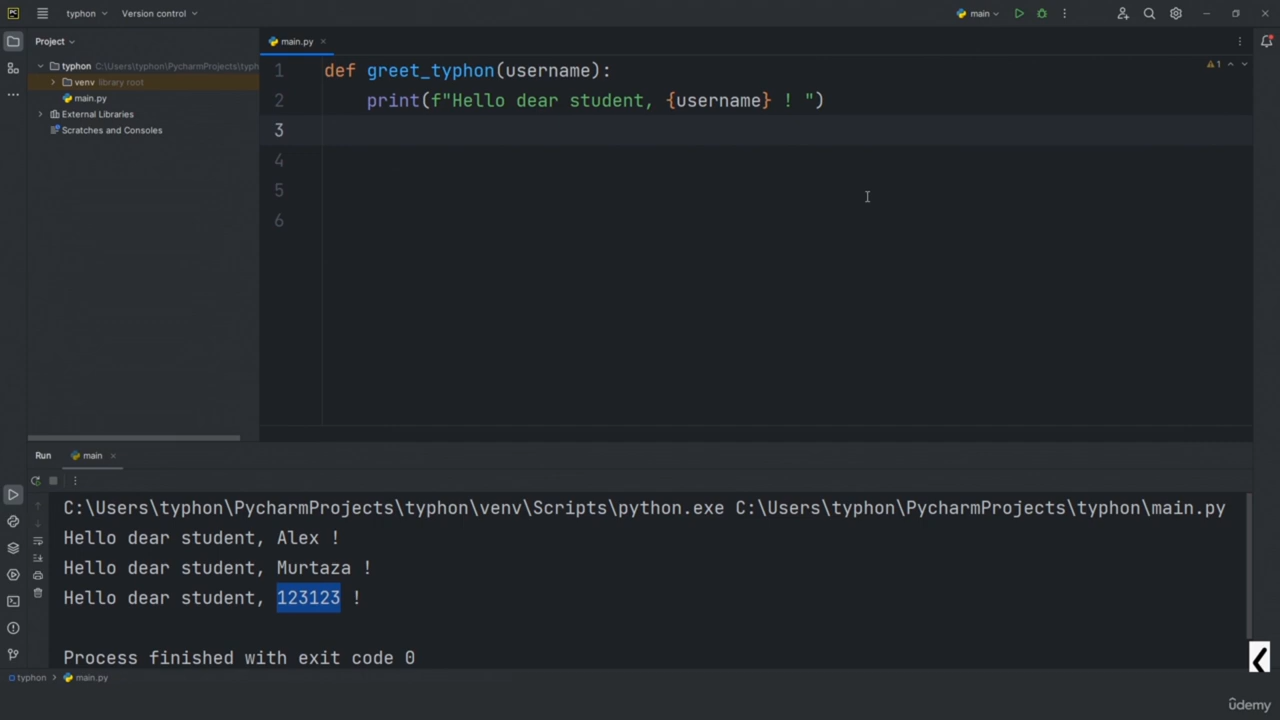 PC typhon Version control main
Project
main.py
typhon C:\Users\typhon\PycharmProjects\typh
venv library root
main.py
External Libraries
Scratches and Consoles
1 def greet_typhon(username):
2 print(f"Hello dear student, {username} ! ")
3
4
5
6
1
Run main
C:\Users\typhon\PycharmProjects\typhon\venv\Scripts\python.exe C:\Users\typhon\PycharmProjects\typhon\main.py
Hello dear student, Alex !
Hello dear student, Murtaza !
Hello dear student, 123123 !
Process finished with exit code 0
typhon > main.py
ûdemy